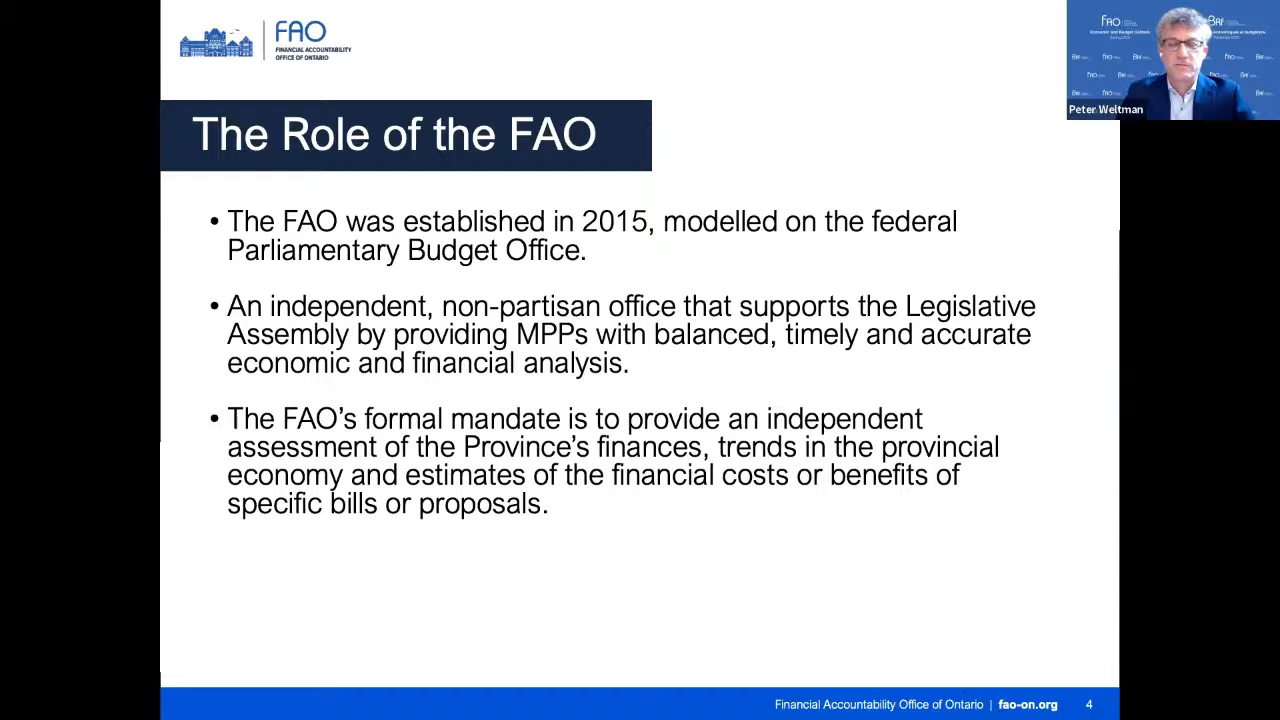 FAO
FINANCIAL ACCOUNTABILITY
OFFICE OF ONTARIO
Peter Weltman
The Role of the FAO
• The FAO was established in 2015, modelled on the federal
Parliamentary Budget Office.
• An independent, non-partisan office that supports the Legislative
Assembly by providing MPPs with balanced, timely and accurate
economic and financial analysis.
• The FAO’s formal mandate is to provide an independent
assessment of the Province’s finances, trends in the provincial
economy and estimates of the financial costs or benefits of
specific bills or proposals.
Financial Accountability Office of Ontario | fao-on.org 4